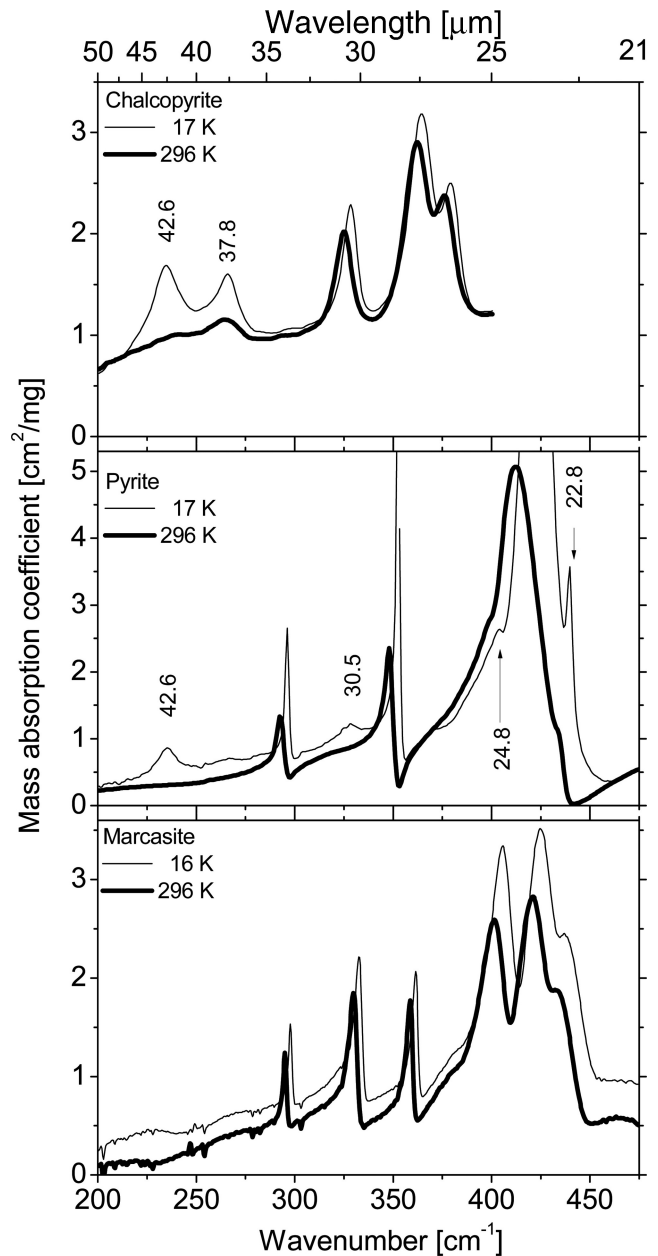 Wavelength [μm]
50 45 40 35 30 25 21
Chalcopyrite
17 K
296 K
42.6
37.8
3
2
1
0
Mass absorption coefficient [cm²/mg]
Pyrite
17 K
296 K
42.6
30.5
24.8
22.8
5
4
3
2
1
0
Marcasite
16 K
296 K
3
2
1
0
200 250 300 350 400 450
Wavenumber [cm⁻¹]